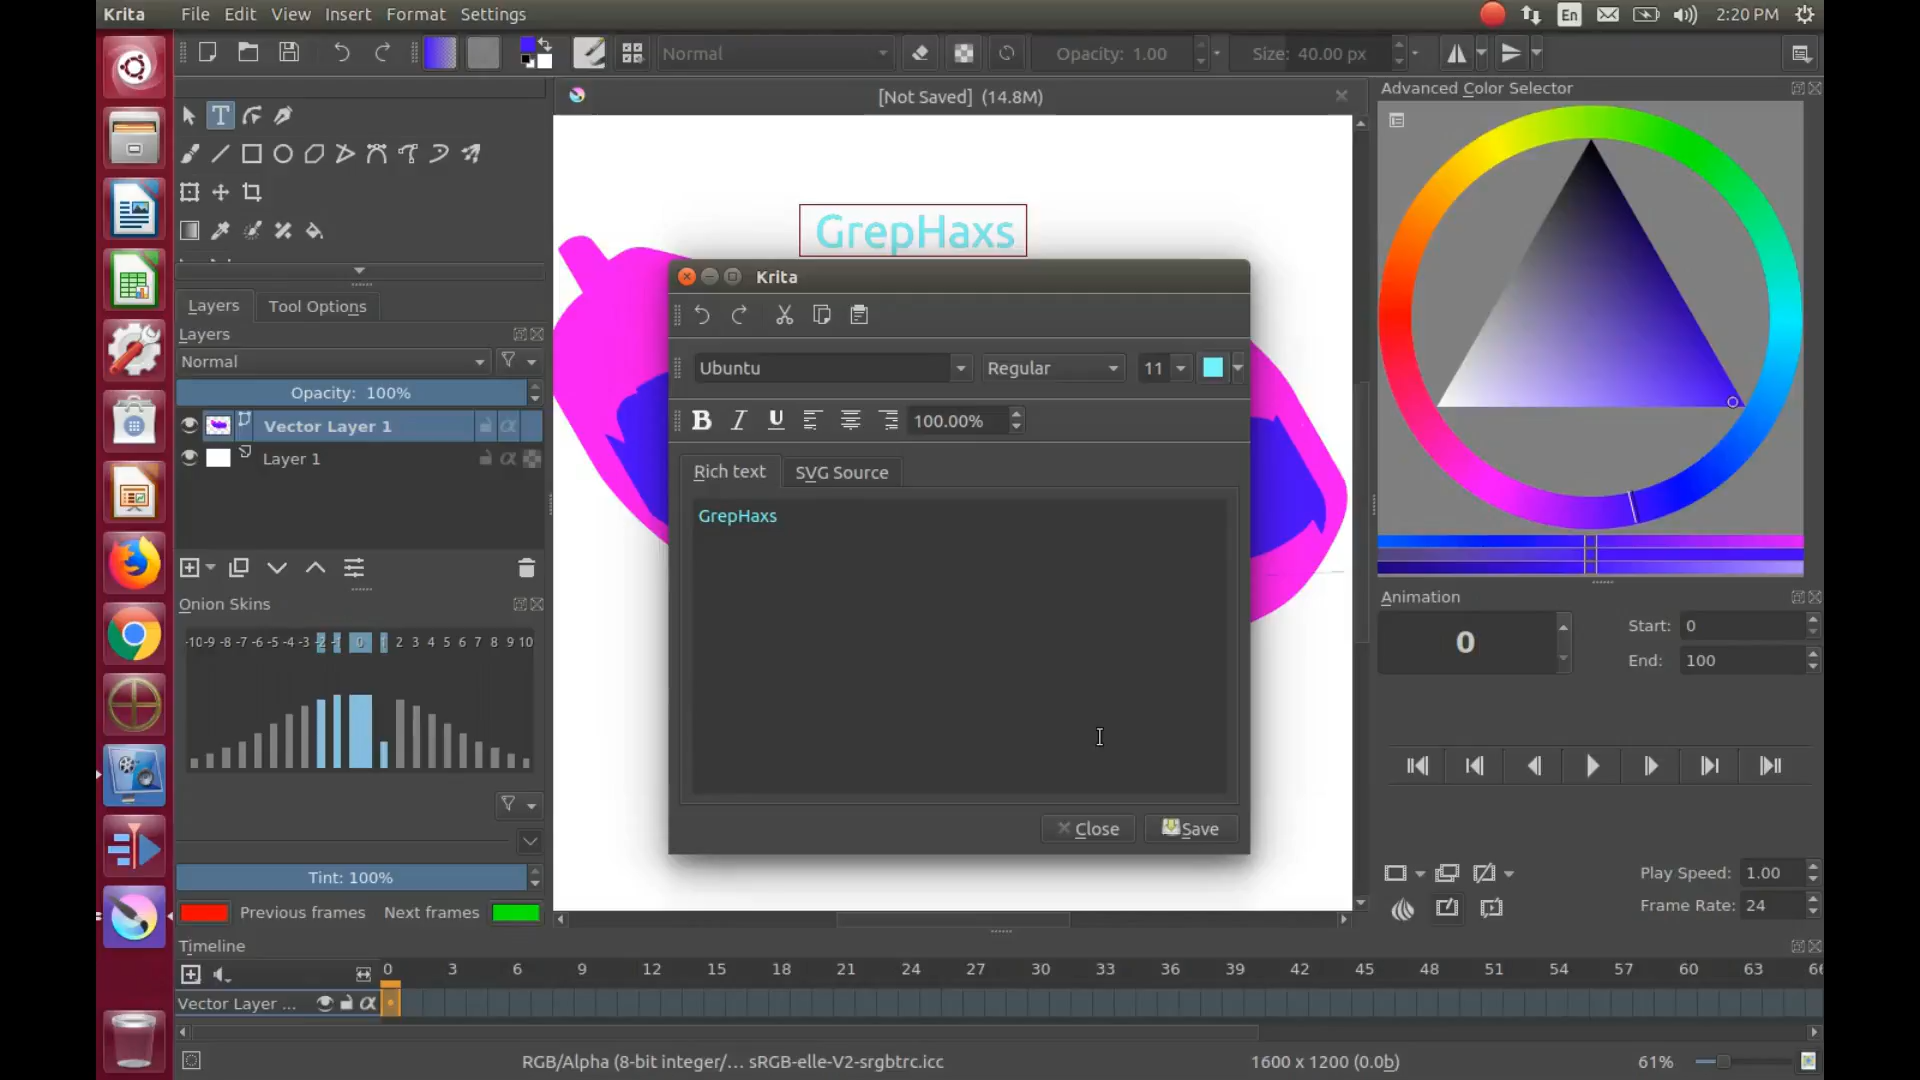 Krita File Edit View Insert Format Settings En 2:20 PM
Normal Opacity: 1.00 Size: 40.00 px
[Not Saved] (14.8M)
Advanced Color Selector
GrepHaxs
Krita
Layers Tool Options
Layers
Normal
Ubuntu Regular 11
Opacity: 100%
100.00%
Vector Layer 1
Layer 1
Rich text SVG Source
GrepHaxs
Onion Skins
-10 -9 -8 -7 -6 -5 -4 -3 -2 -1 0 1 2 3 4 5 6 7 8 9 10
Animation
0
Start: 0
End: 100
Close Save
Tint: 100%
Previous frames Next frames
Play Speed: 1.00
Frame Rate: 24
Timeline
0 3 6 9 12 15 18 21 24 27 30 33 36 39 42 45 48 51 54 57 60 63
Vector Layer ...
RGB/Alpha (8-bit integer/... sRGB-elle-V2-srgbtrc.icc 1600 x 1200 (0.0b) 61%